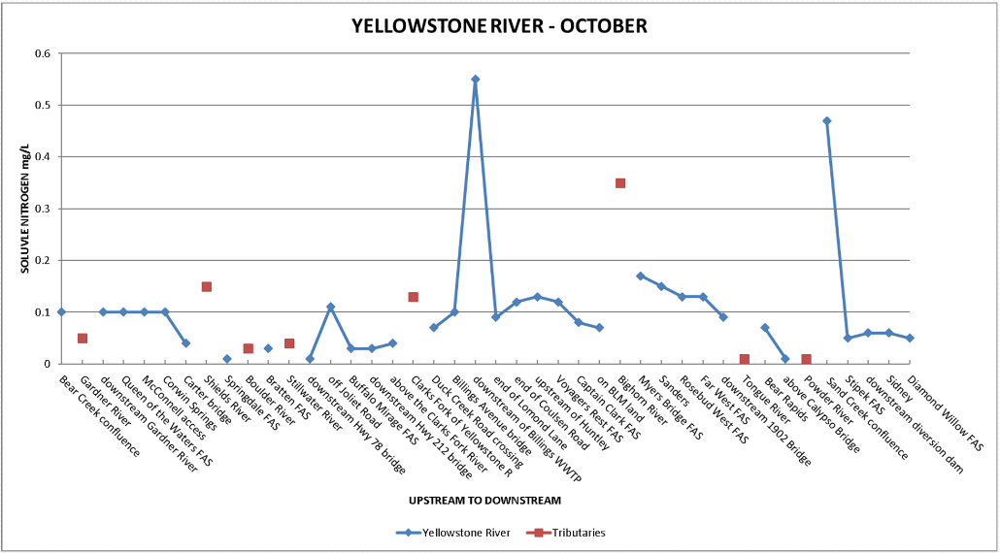 YELLOWSTONE RIVER - OCTOBER
0.6
0.5
0.4
0.3
0.2
0.1
0
SOLUVLE NITROGEN mg/L
Bear Creek confluence
Gardner River
downstream Gardner River
Queen of the Waters FAS
McConnell access
Corwin Springs
Carter bridge
Shields River
Springdale FAS
Boulder River
Bratten FAS
Stillwater River
downstream Hwy 78 bridge
off Joliet Road
Buffalo Mirage FAS
downstream Hwy 212 bridge
above the Clarks Fork River
Clarks Fork of Yellowstone R
Duck Creek Road crossing
Billings Avenue bridge
downstream of Billings WWTP
end of Lomond Lane
end of Coulsen Road
upstream of Huntley
Voyagers Rest FAS
Captain Clark FAS
on BLM land
Bighorn River
Myers Bridge FAS
Sanders
Rosebud West FAS
Far West FAS
downstream 1902 Bridge
Tongue River
Bear Rapids
above Calypso Bridge
Powder River
Sand Creek confluence
Stipek FAS
downstream diversion dam
Sidney
Diamond Willow FAS
UPSTREAM TO DOWNSTREAM
Yellowstone River
Tributaries